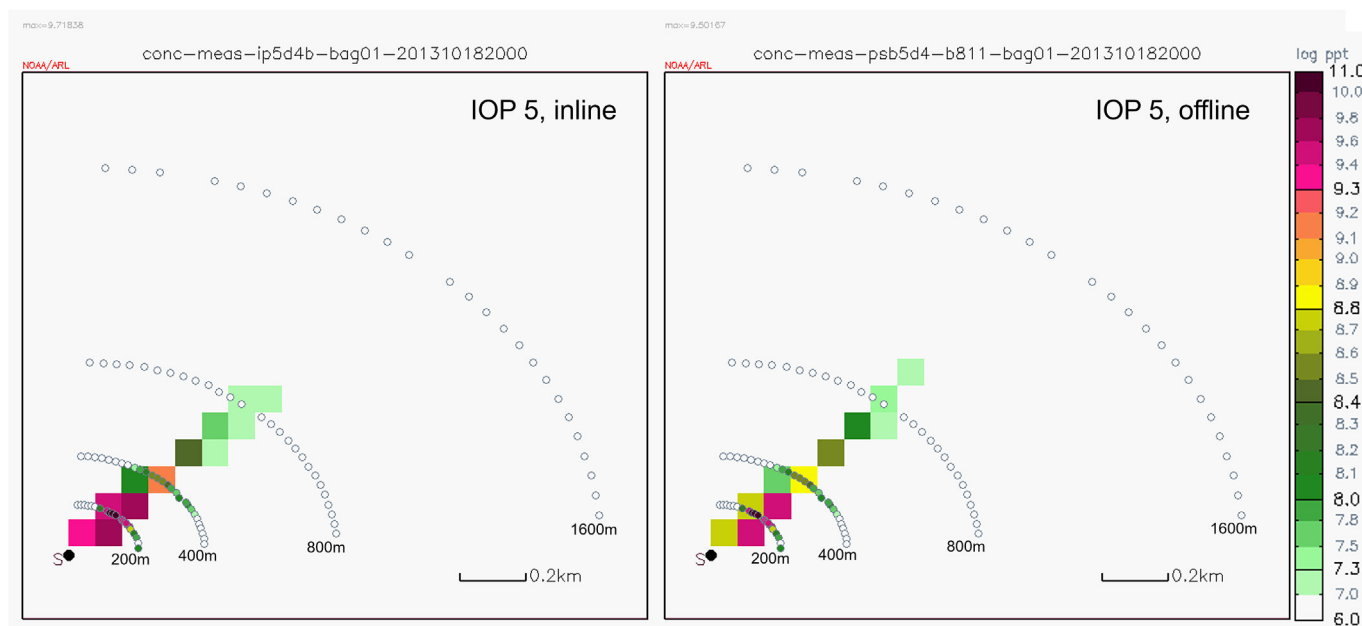 max=9.71838
max=9.50167
conc-meas-ip5d4b-bag01-201310182000
conc-meas-psb5d4-b811-bag01-201310182000
NOAA/ARL
NOAA/ARL
log ppt
IOP 5, inline
IOP 5, offline
11.0
10.0
9.8
9.6
9.4
9.3
9.2
9.1
9.0
8.9
8.8
8.7
8.6
8.5
8.4
8.3
8.2
8.1
8.0
7.8
7.5
7.3
7.0
6.0
S
200m
400m
800m
1600m
0.2km
S
200m
400m
800m
1600m
0.2km